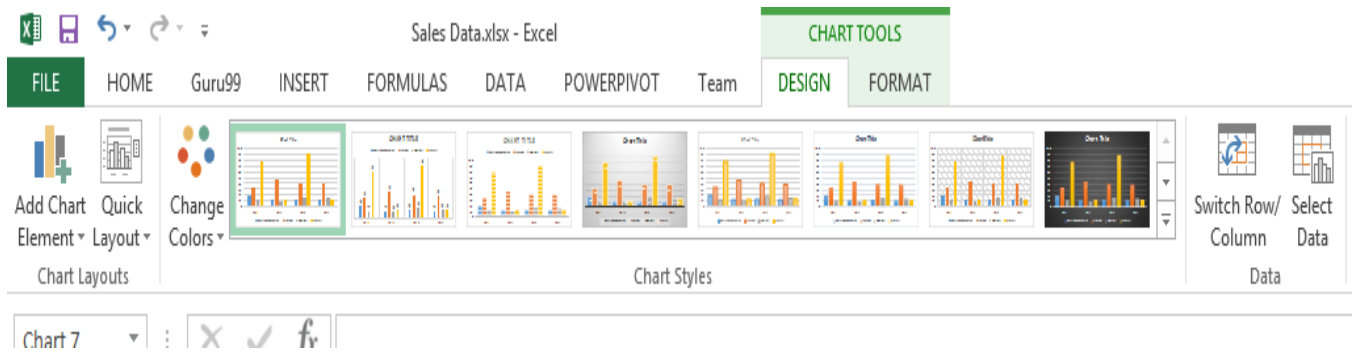 Sales Data.xlsx - Excel
CHART TOOLS
FILE HOME Guru99 INSERT FORMULAS DATA POWERPIVOT Team DESIGN FORMAT
Add Chart Element
Quick Layout
Change Colors
Switch Row/ Column
Select Data
Chart Layouts
Chart Styles
Data
Chart 7
fx